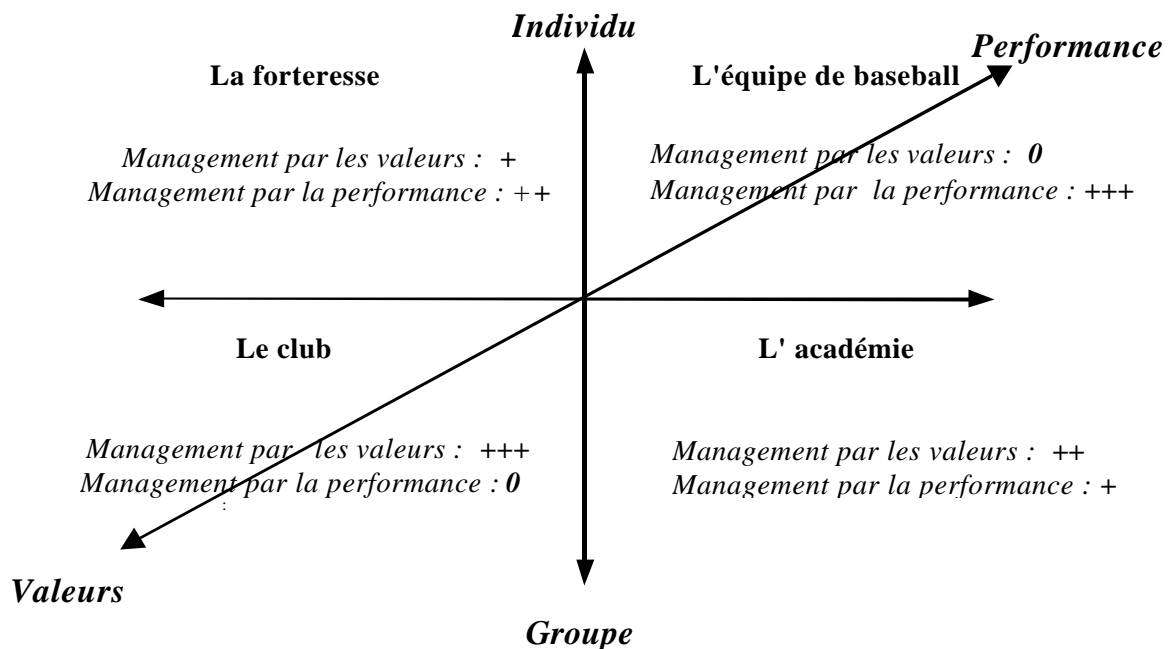 Individu
Performance
La forteresse
L'équipe de baseball
Management par les valeurs : +
Management par la performance : ++
Management par les valeurs : 0
Management par la performance : +++
Le club
L' académie
Management par les valeurs : +++
Management par la performance : 0
:
Management par les valeurs : ++
Management par la performance : +
Valeurs
Groupe